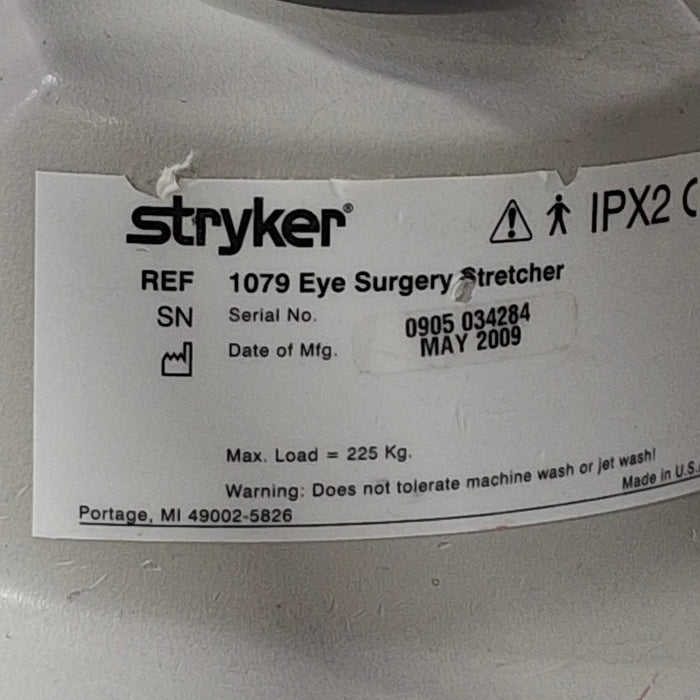 stryker®
IPX2
REF 1079 Eye Surgery Stretcher
SN Serial No. 0905 034284
Date of Mfg. MAY 2009
Max. Load = 225 Kg.
Warning: Does not tolerate machine wash or jet wash!
Made in U.S.
Portage, MI 49002-5826